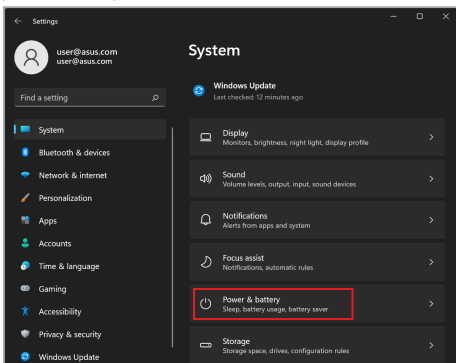 Settings
user@asus.com
user@asus.com
Find a setting
System
Bluetooth & devices
Network & internet
Personalization
Apps
Accounts
Time & language
Gaming
Accessibility
Privacy & security
Windows Update
System
Windows Update
Last checked: 12 minutes ago
Display
Monitors, brightness, night light, display profile
Sound
Volume levels, output, input, sound devices
Notifications
Alerts from apps and system
Focus assist
Notifications, automatic rules
Power & battery
Sleep, battery usage, battery saver
Storage
Storage space, drives, configuration rules